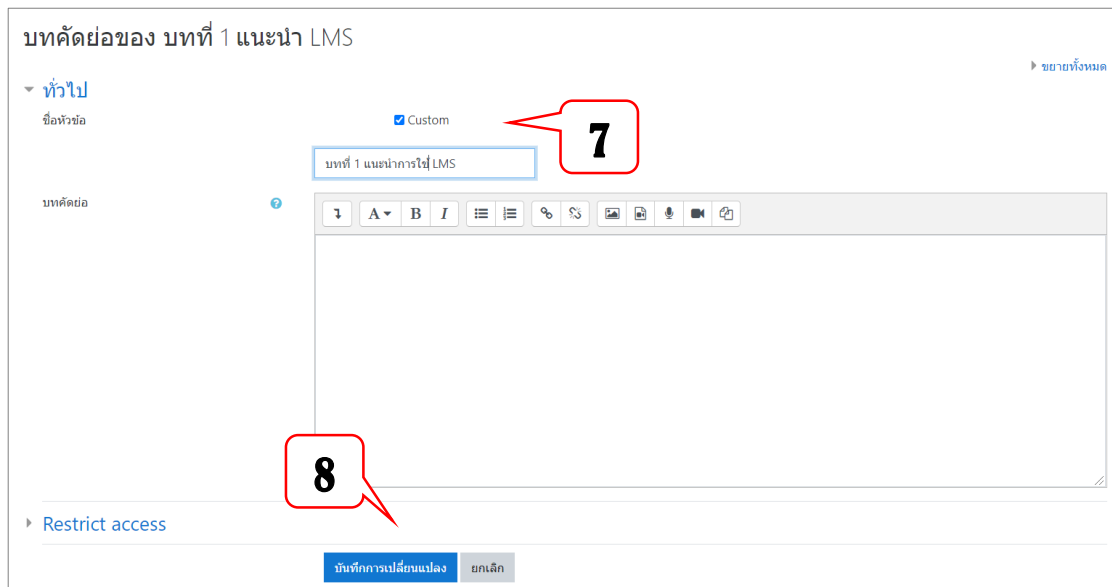 บทคัดย่อของ บทที่ 1 แนะนำ LMS
ขยายทั้งหมด
ทั่วไป
ชื่อหัวข้อ
Custom
7
บทที่ 1 แนะนำการใช้ LMS
บทคัดย่อ
A B I
8
Restrict access
บันทึกการเปลี่ยนแปลง ยกเลิก